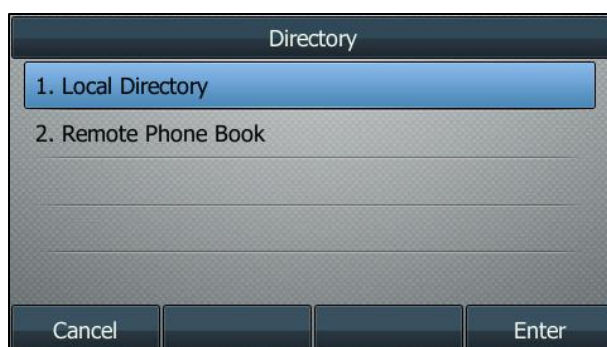 Directory
1. Local Directory
2. Remote Phone Book
Cancel Enter